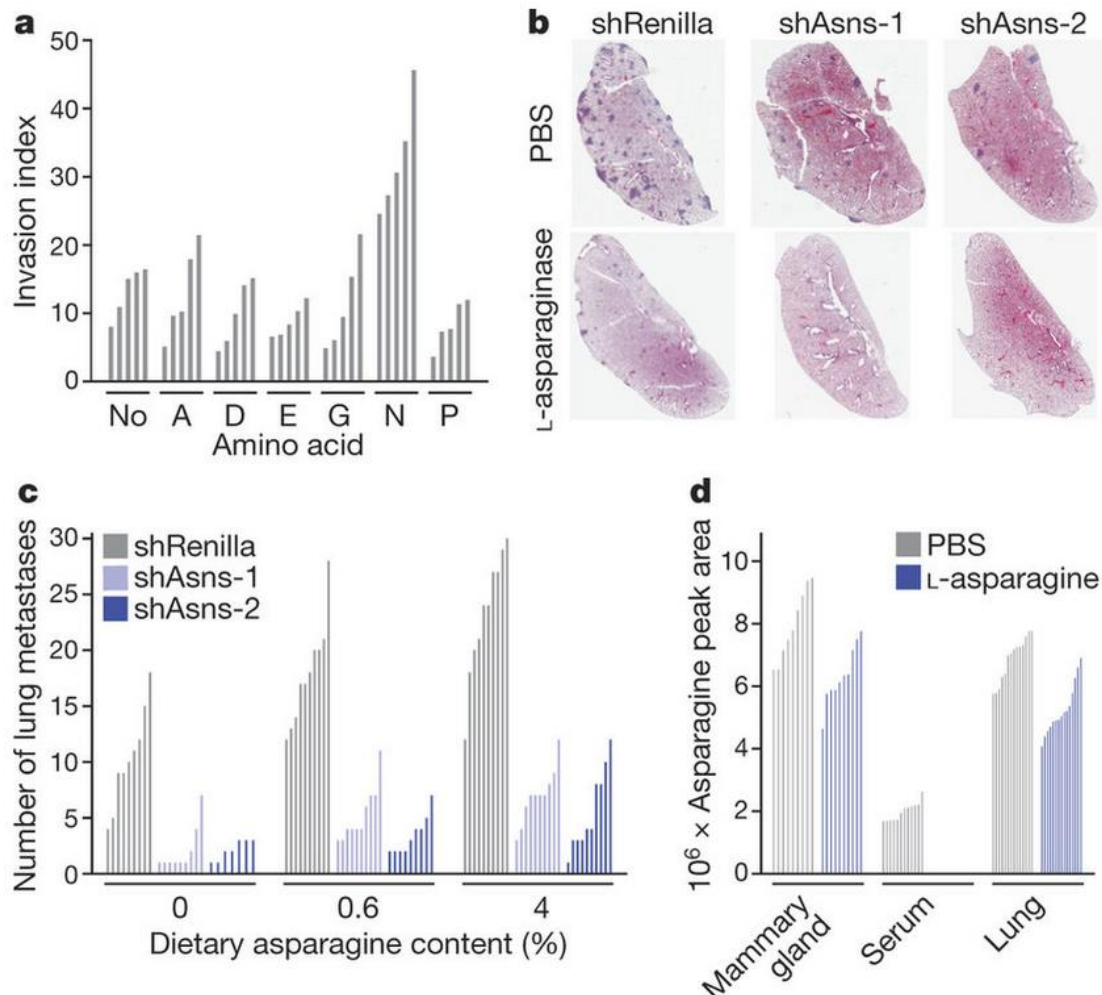 a
50
40
30
20
10
0
Invasion index
No A D E G N P
Amino acid
b
shRenilla shAsns-1 shAsns-2
PBS
L-asparaginase
c
Number of lung metastases
30
25
20
15
10
5
0
shRenilla
shAsns-1
shAsns-2
0 0.6 4
Dietary asparagine content (%)
d
10⁶ × Asparagine peak area
10
8
6
4
2
0
PBS
L-asparagine
Mammary
gland
Serum
Lung